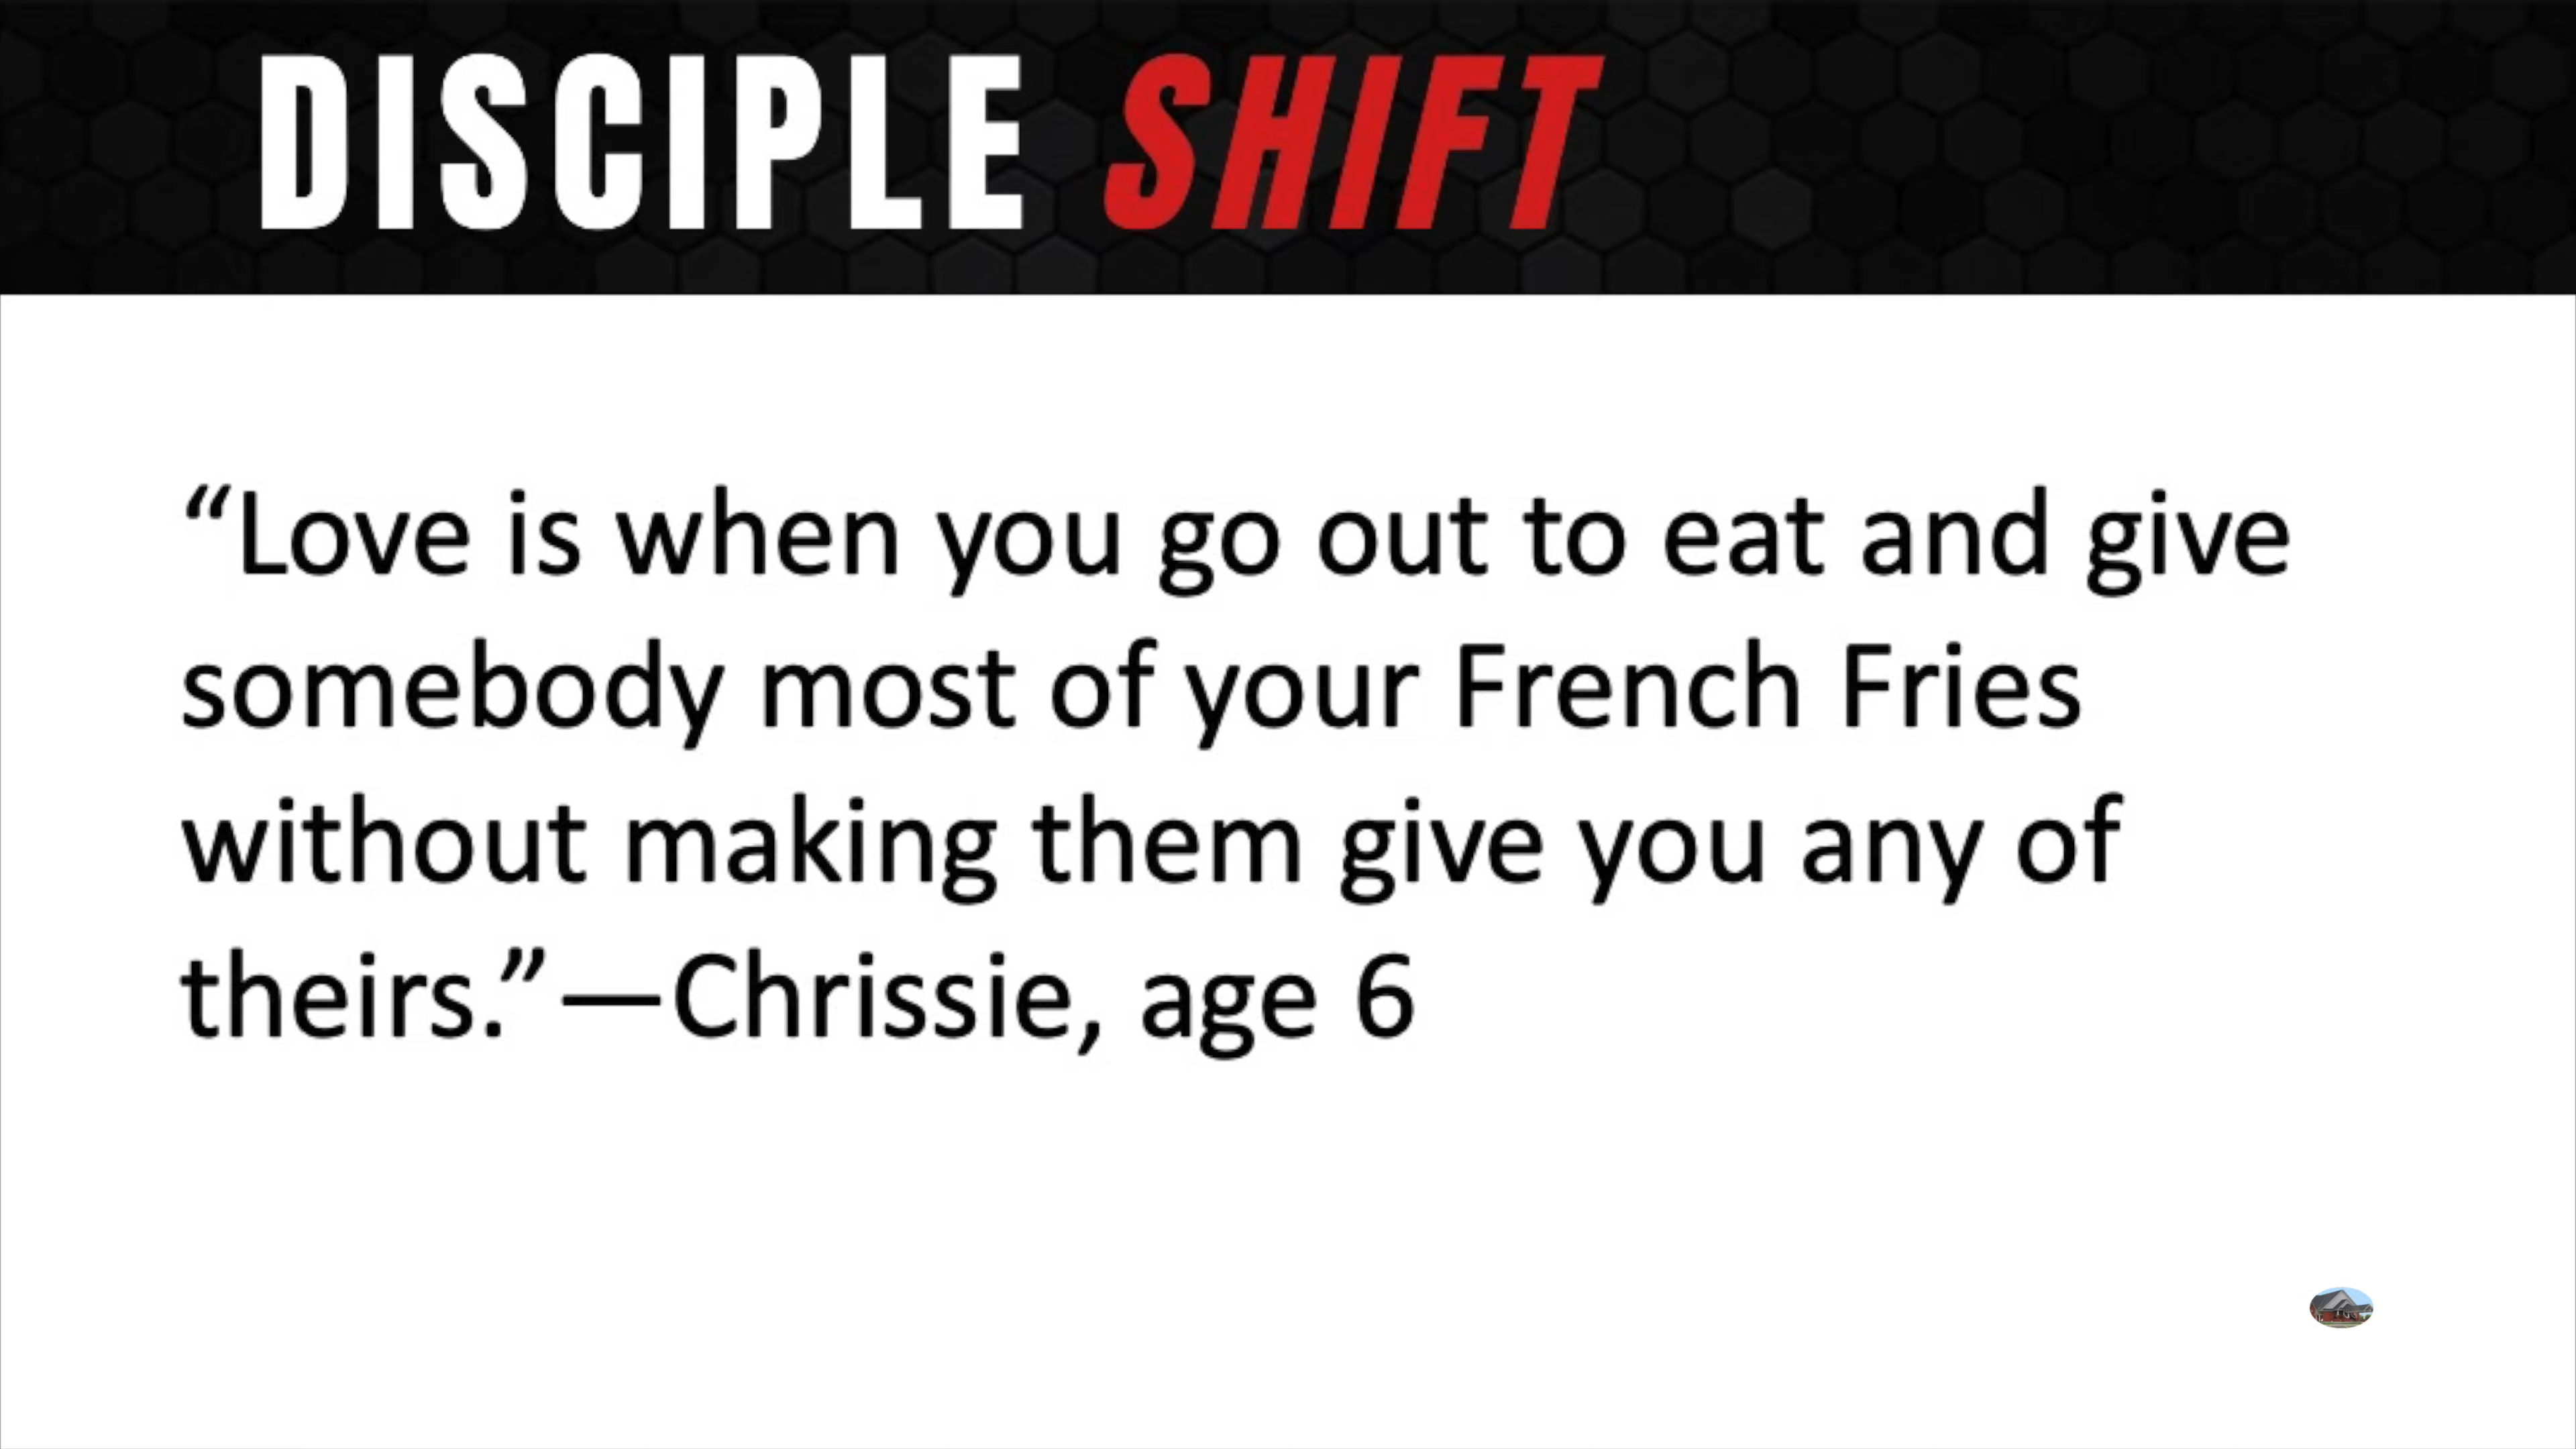 DISCIPLE SHIFT
“Love is when you go out to eat and give
somebody most of your French Fries
without making them give you any of
theirs.”—Chrissie, age 6